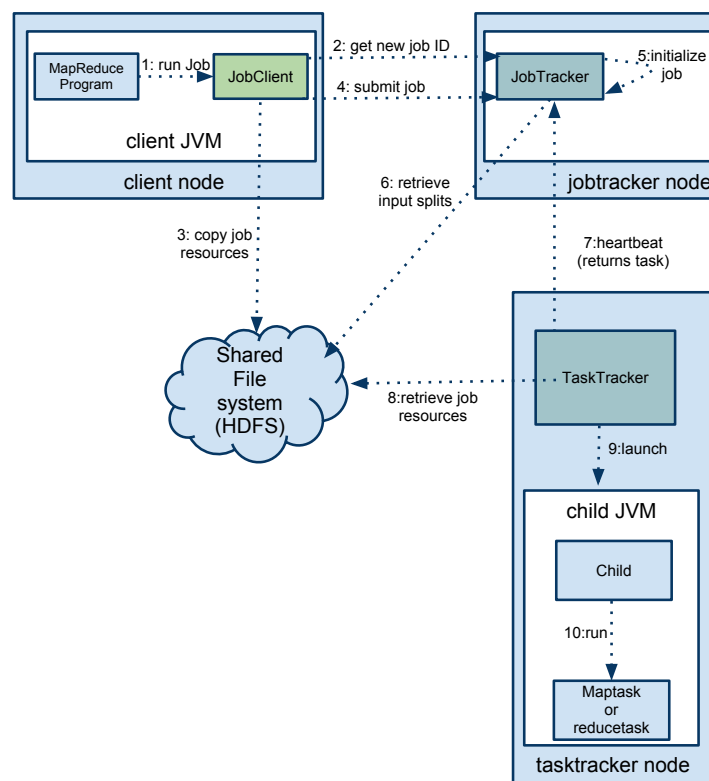 MapReduce
Program
1: run Job
JobClient
2: get new job ID
4: submit job
JobTracker
5:initialize
job
client JVM
client node
jobtracker node
6: retrieve
input splits
3: copy job
resources
7:heartbeat
(returns task)
Shared
File
system
(HDFS)
8:retrieve job
resources
TaskTracker
9:launch
child JVM
Child
10:run
Maptask
or
reducetask
tasktracker node